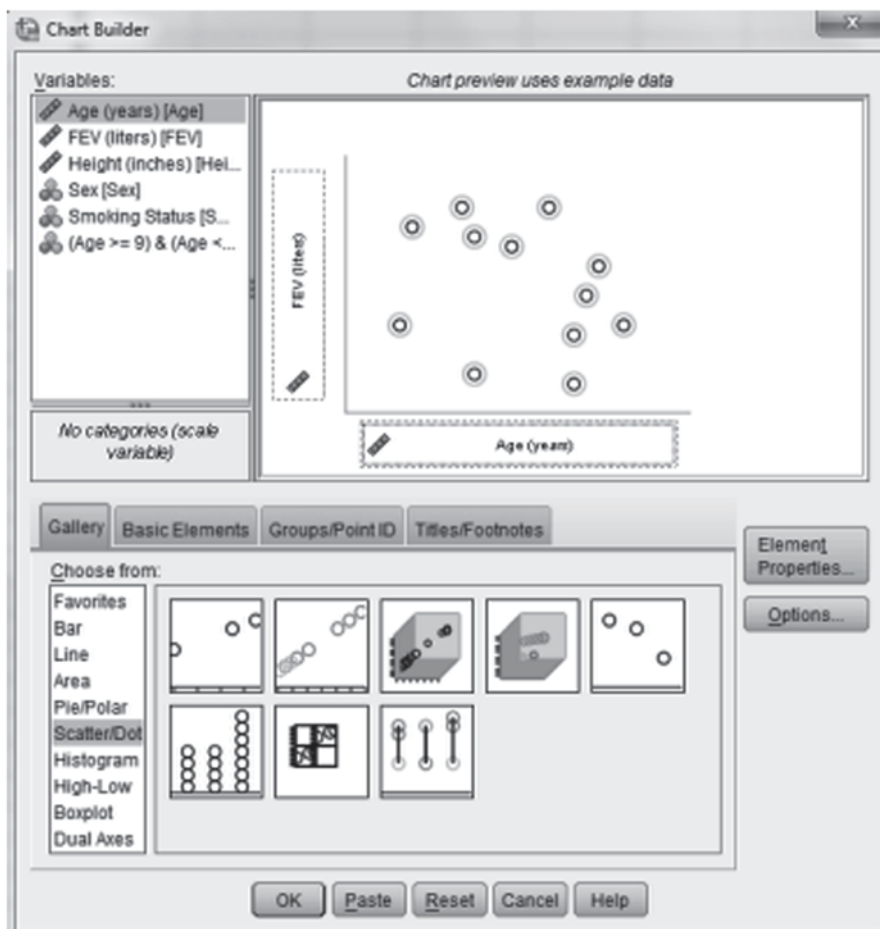 Chart Builder
Variables:
Chart preview uses example data
Age (years) [Age]
FEV (liters) [FEV]
Height (inches) [Hei...
Sex [Sex]
Smoking Status [S...
(Age >= 9) & (Age <...
No categories (scale
variable)
FEV (liters)
Age (years)
Gallery
Basic Elements
Groups/Point ID
Titles/Footnotes
Choose from:
Favorites
Bar
Line
Area
Pie/Polar
Scatter/Dot
Histogram
High-Low
Boxplot
Dual Axes
Element
Properties...
Options...
OK
Paste
Reset
Cancel
Help